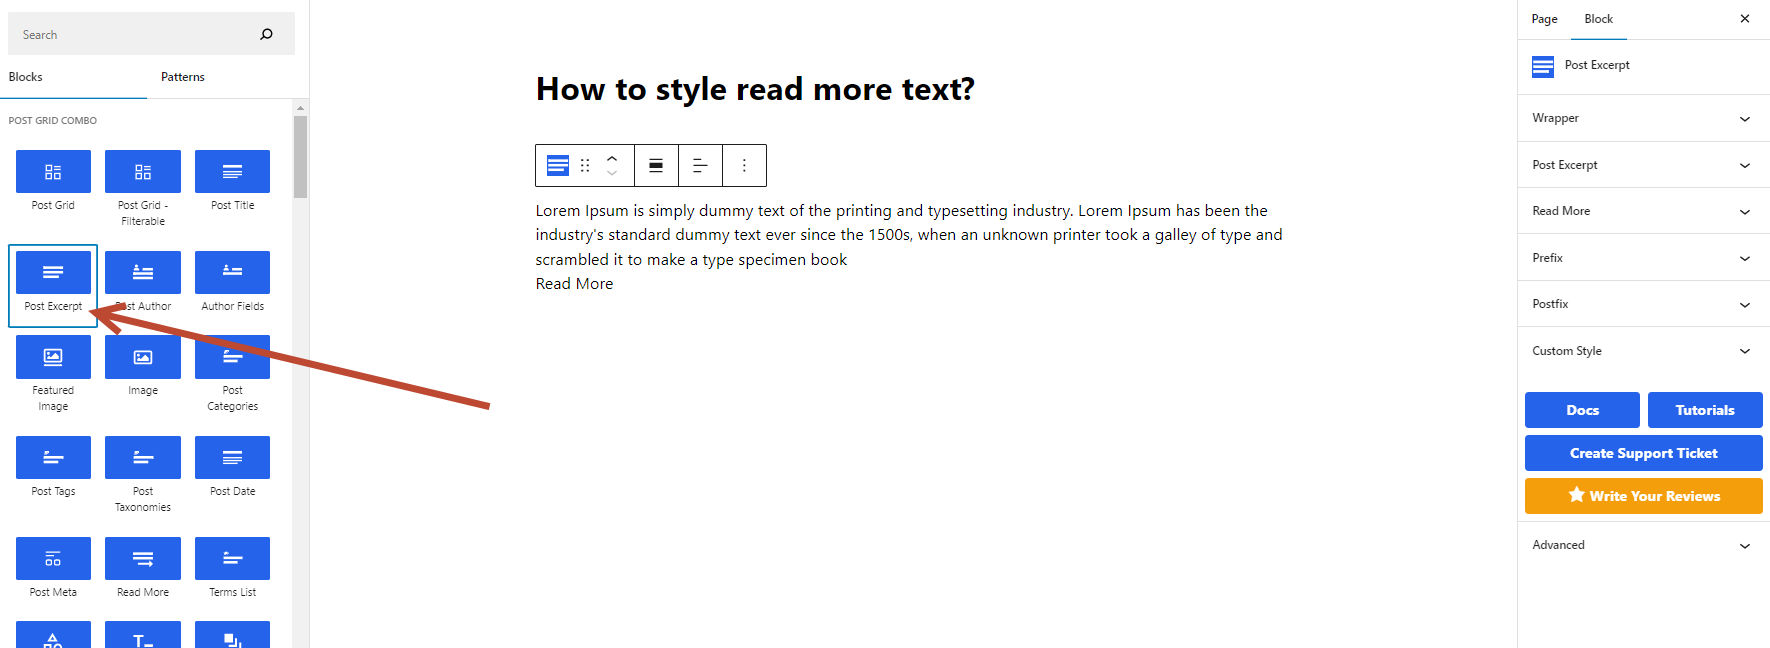 Search
Blocks
Patterns
POST GRID COMBO
Post Grid
Post Grid -
Filterable
Post Title
Post Excerpt
Post Author
Author Fields
Featured
Image
Image
Post
Categories
Post Tags
Post
Taxonomies
Post Date
Post Meta
Read More
Terms List
How to style read more text?
Lorem Ipsum is simply dummy text of the printing and typesetting industry. Lorem Ipsum has been the
industry's standard dummy text ever since the 1500s, when an unknown printer took a galley of type and
scrambled it to make a type specimen book
Read More
Page
Block
Post Excerpt
Wrapper
Post Excerpt
Read More
Prefix
Postfix
Custom Style
Docs
Tutorials
Create Support Ticket
Write Your Reviews
Advanced